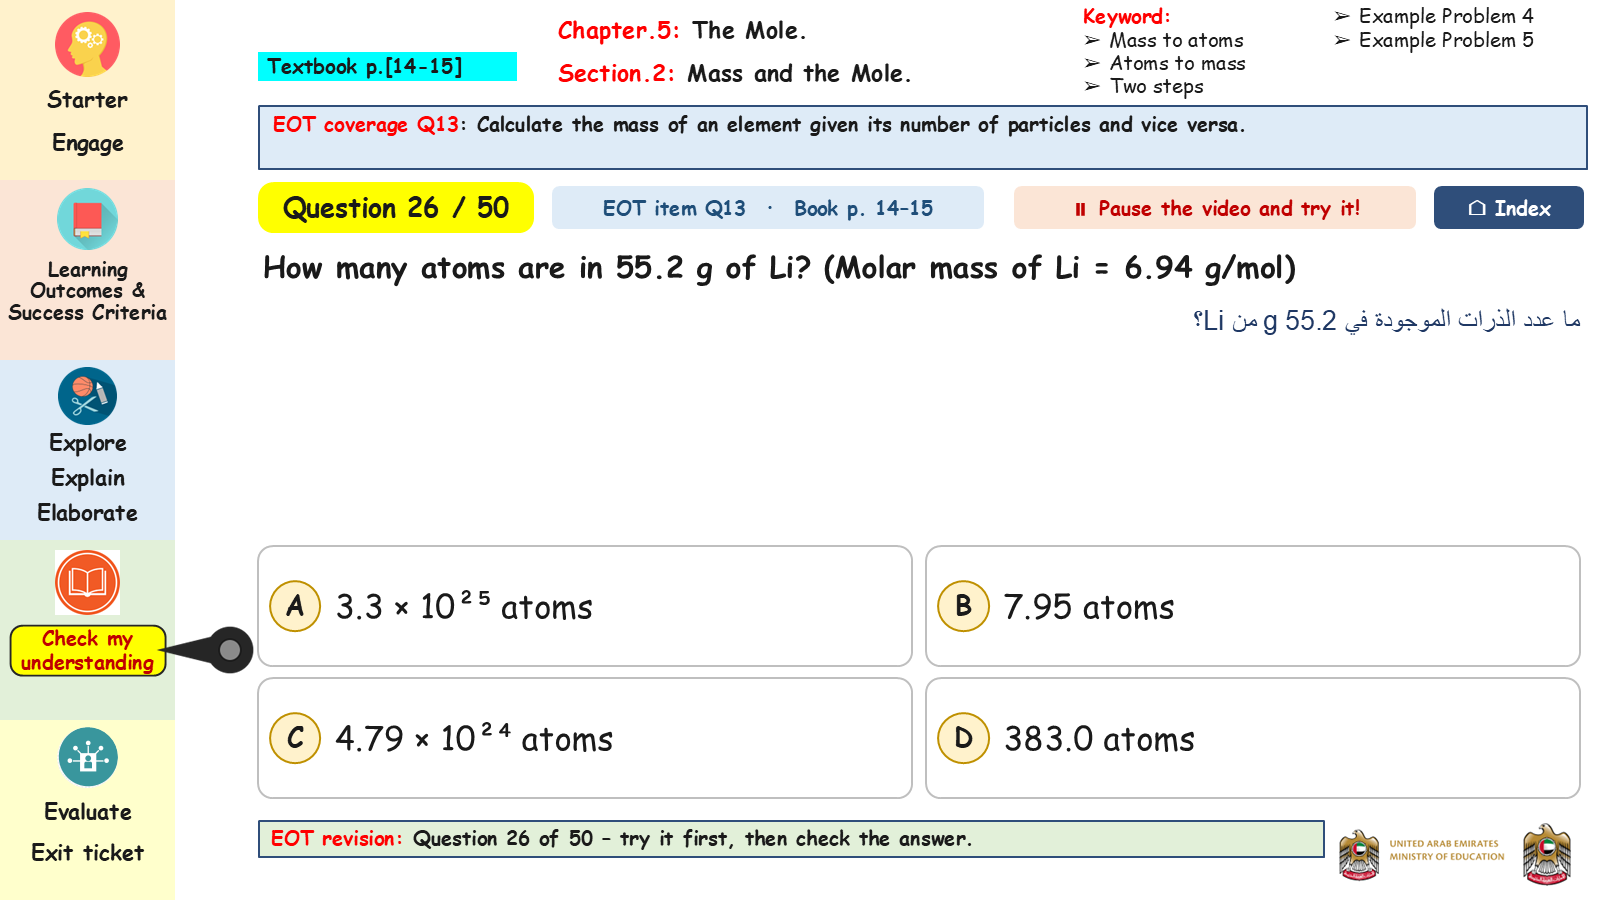 Starter
Engage
Learning
Outcomes &
Success Criteria
Explore
Explain
Elaborate
Check my
understanding
Evaluate
Exit ticket
Textbook p.[14-15]
Chapter.5: The Mole.
Section.2: Mass and the Mole.
Keyword:
➢ Mass to atoms
➢ Atoms to mass
➢ Two steps
➢ Example Problem 4
➢ Example Problem 5
EOT coverage Q13: Calculate the mass of an element given its number of particles and vice versa.
Question 26 / 50
EOT item Q13 · Book p. 14–15
⏸ Pause the video and try it!
⌂ Index
How many atoms are in 55.2 g of Li? (Molar mass of Li = 6.94 g/mol)
ما عدد الذرات الموجودة في 55.2 g من Li؟
A 3.3 × 10²⁵ atoms
B 7.95 atoms
C 4.79 × 10²⁴ atoms
D 383.0 atoms
EOT revision: Question 26 of 50 – try it first, then check the answer.
UNITED ARAB EMIRATES
MINISTRY OF EDUCATION